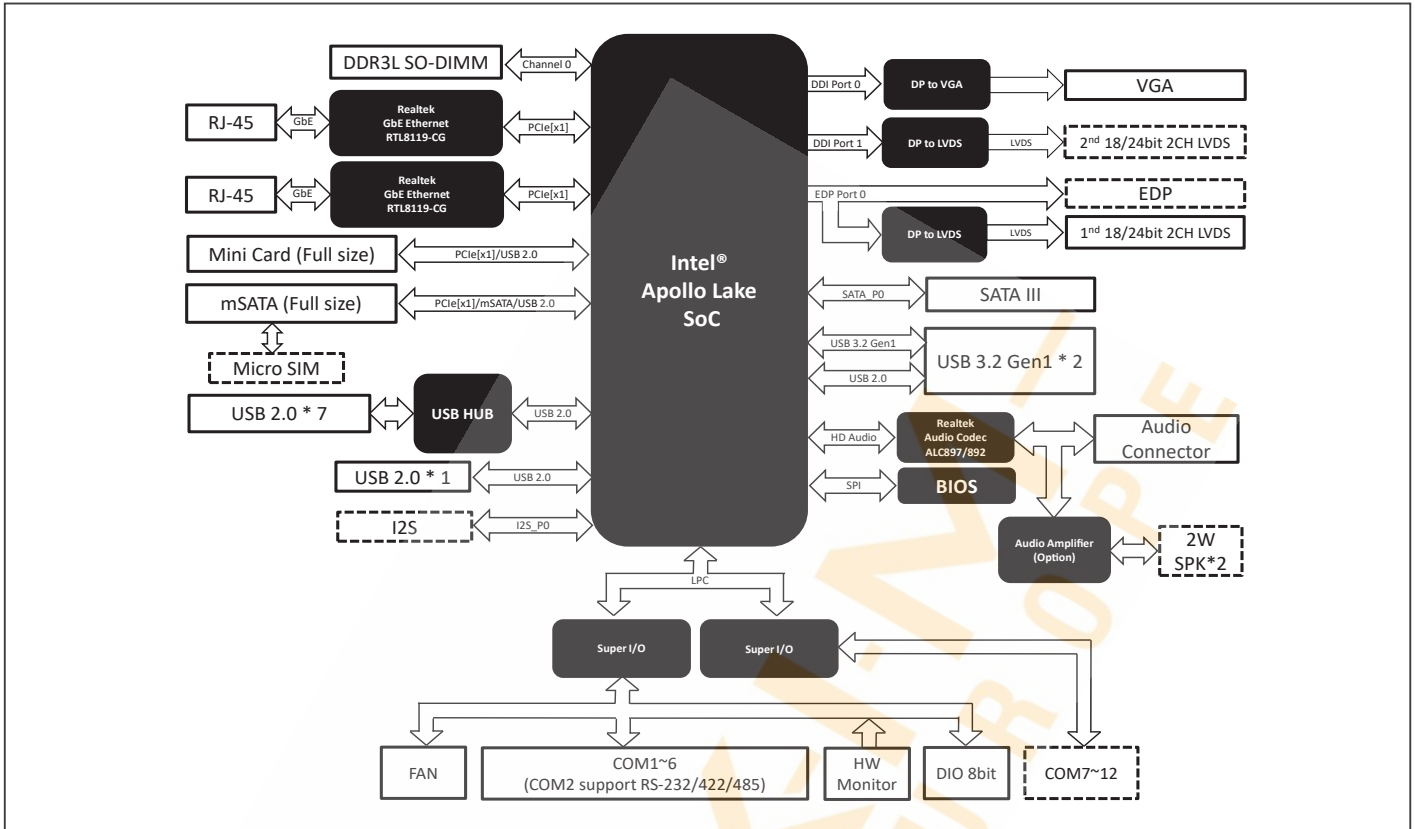 DDR3L SO-DIMM
Channel 0
RJ-45
GbE
Realtek
GbE Ethernet
RTL8119-CG
PCIe[x1]
RJ-45
GbE
Realtek
GbE Ethernet
RTL8119-CG
PCIe[x1]
Mini Card (Full size)
PCIe[x1]/USB 2.0
mSATA (Full size)
PCIe[x1]/mSATA/USB 2.0
Micro SIM
USB 2.0 * 7
USB HUB
USB 2.0
USB 2.0 * 1
USB 2.0
I2S
I2S_P0
Intel®
Apollo Lake
SoC
DDI Port 0
DP to VGA
VGA
DDI Port 1
DP to LVDS
LVDS
2nd 18/24bit 2CH LVDS
EDP Port 0
EDP
DP to LVDS
LVDS
1nd 18/24bit 2CH LVDS
SATA_P0
SATA III
USB 3.2 Gen1
USB 2.0
USB 3.2 Gen1 * 2
HD Audio
Realtek
Audio Codec
ALC897/892
Audio
Connector
SPI
BIOS
Audio Amplifier
(Option)
2W
SPK*2
LPC
Super I/O
Super I/O
FAN
COM1~6
(COM2 support RS-232/422/485)
HW
Monitor
DIO 8bit
COM7~12